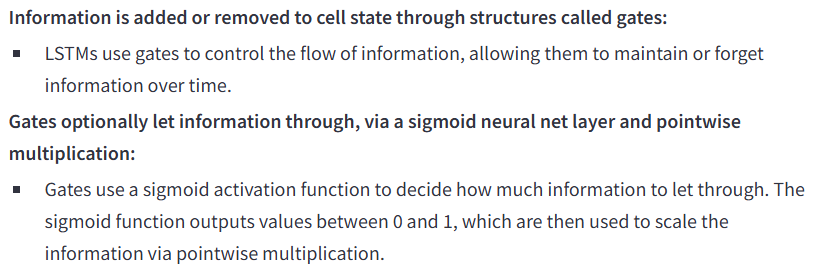 Information is added or removed to cell state through structures called gates:
▪ LSTMs use gates to control the flow of information, allowing them to maintain or forget
information over time.
Gates optionally let information through, via a sigmoid neural net layer and pointwise
multiplication:
▪ Gates use a sigmoid activation function to decide how much information to let through. The
sigmoid function outputs values between 0 and 1, which are then used to scale the
information via pointwise multiplication.